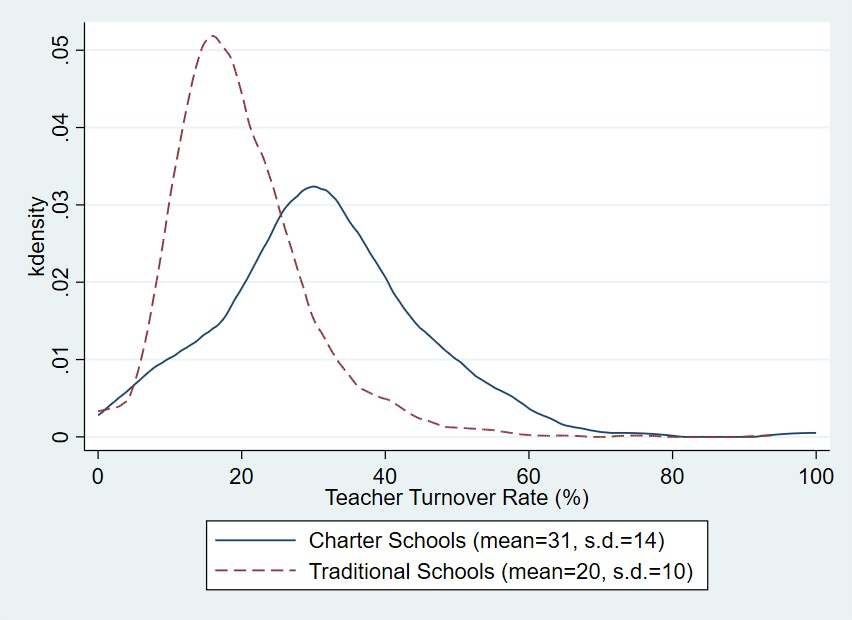 .05
.04
.03
.02
.01
0
kdensity
0 20 40 60 80 100
Teacher Turnover Rate (%)
Charter Schools (mean=31, s.d.=14)
Traditional Schools (mean=20, s.d.=10)